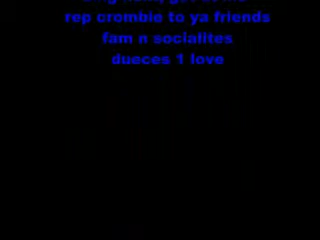 rep crombie to ya friends
fam n socialites
dueces 1 love